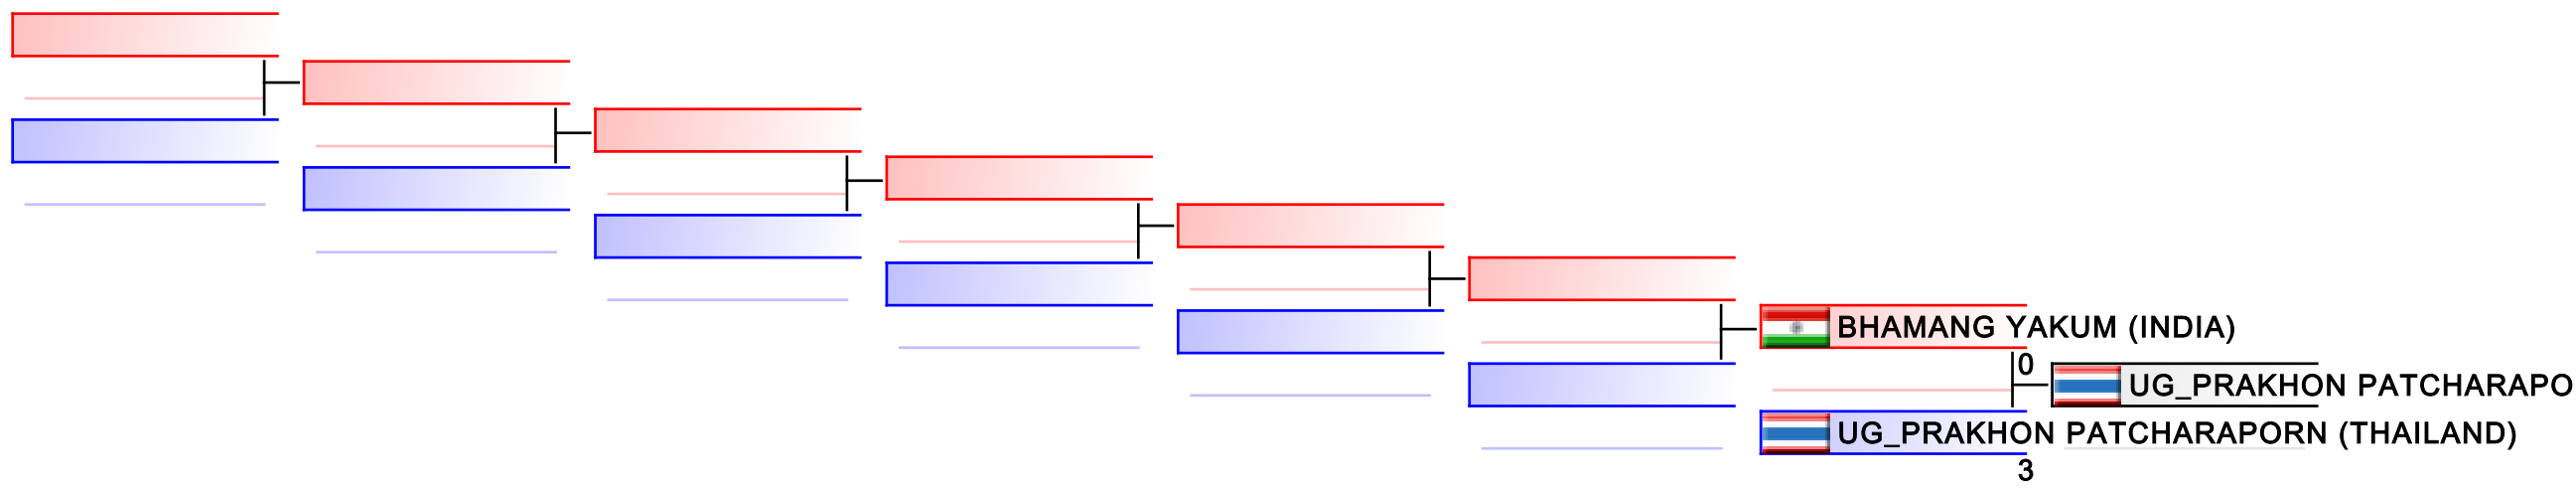 BHAMANG YAKUM (INDIA)
0
UG_PRAKHON PATCHARAPO
UG_PRAKHON PATCHARAPORN (THAILAND)
3